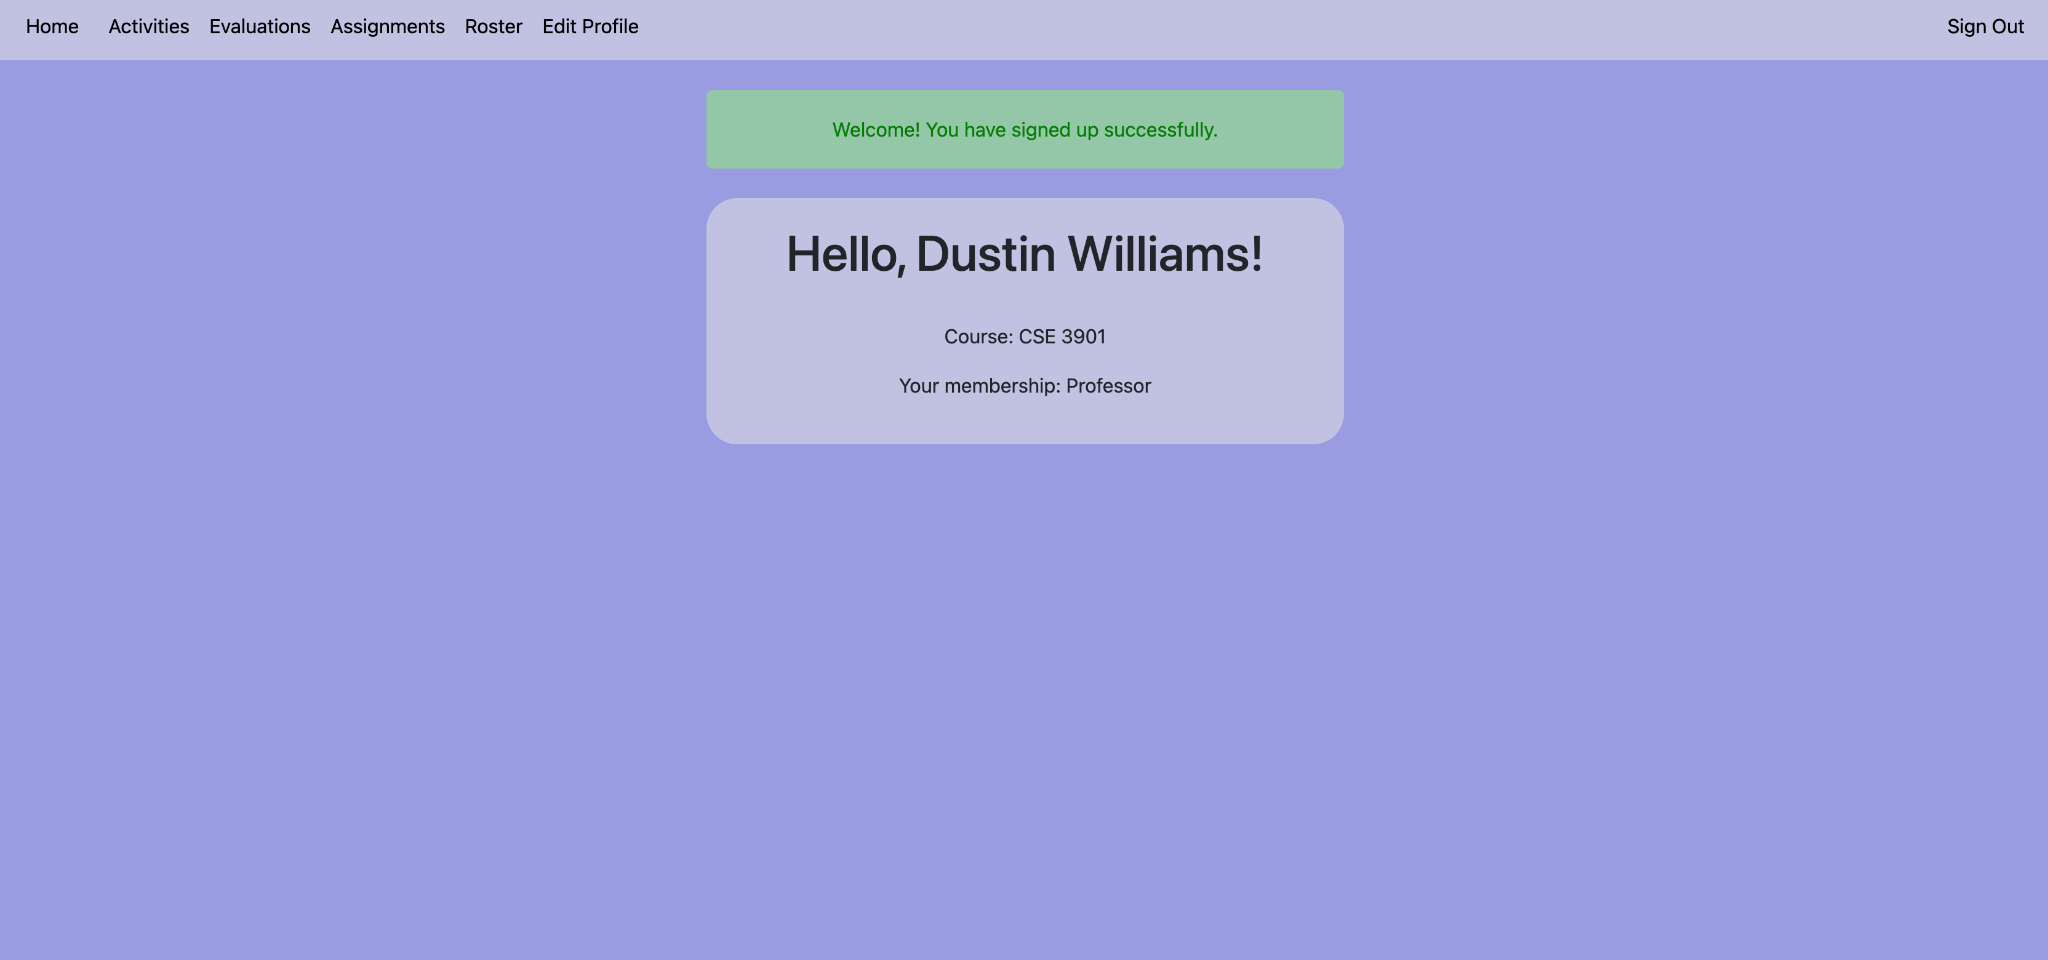 Home Activities Evaluations Assignments Roster Edit Profile Sign Out
Welcome! You have signed up successfully.
Hello, Dustin Williams!
Course: CSE 3901
Your membership: Professor